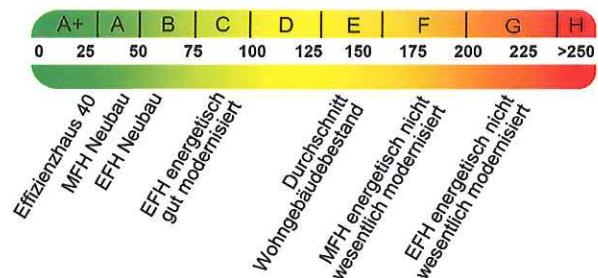 A+ A B C D E F G H
0 25 50 75 100 125 150 175 200 225 >250
Effizienzhaus 40
MFH Neubau
EFH Neubau
EFH energetisch
gut modernisiert
Durchschnitt
Wohngebäudebestand
MFH energetisch nicht
wesentlich modernisiert
EFH energetisch nicht
wesentlich modernisiert